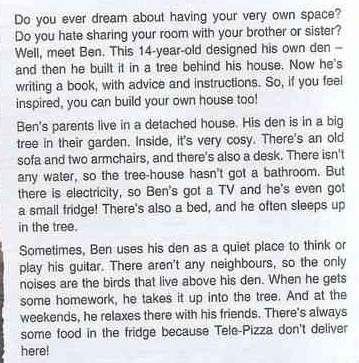 Do you ever dream about having your very own space?
Do you hate sharing your room with your brother or sister?
Well, meet Ben. This 14-year-old designed his own den –
and then he built it in a tree behind his house. Now he's
writing a book, with advice and instructions. So, if you feel
inspired, you can build your own house too!
Ben's parents live in a detached house. His den is in a big
tree in their garden. Inside, it's very cosy. There's an old
sofa and two armchairs, and there's also a desk. There isn't
any water, so the tree-house hasn't got a bathroom. But
there is electricity, so Ben's got a TV and he's even got
a small fridge! There's also a bed, and he often sleeps up
in the tree.
Sometimes, Ben uses his den as a quiet place to think or
play his guitar. There aren't any neighbours, so the only
noises are the birds that live above his den. When he gets
some homework, he takes it up into the tree. And at the
weekends, he relaxes there with his friends. There's always
some food in the fridge because Tele-Pizza don't deliver
here!